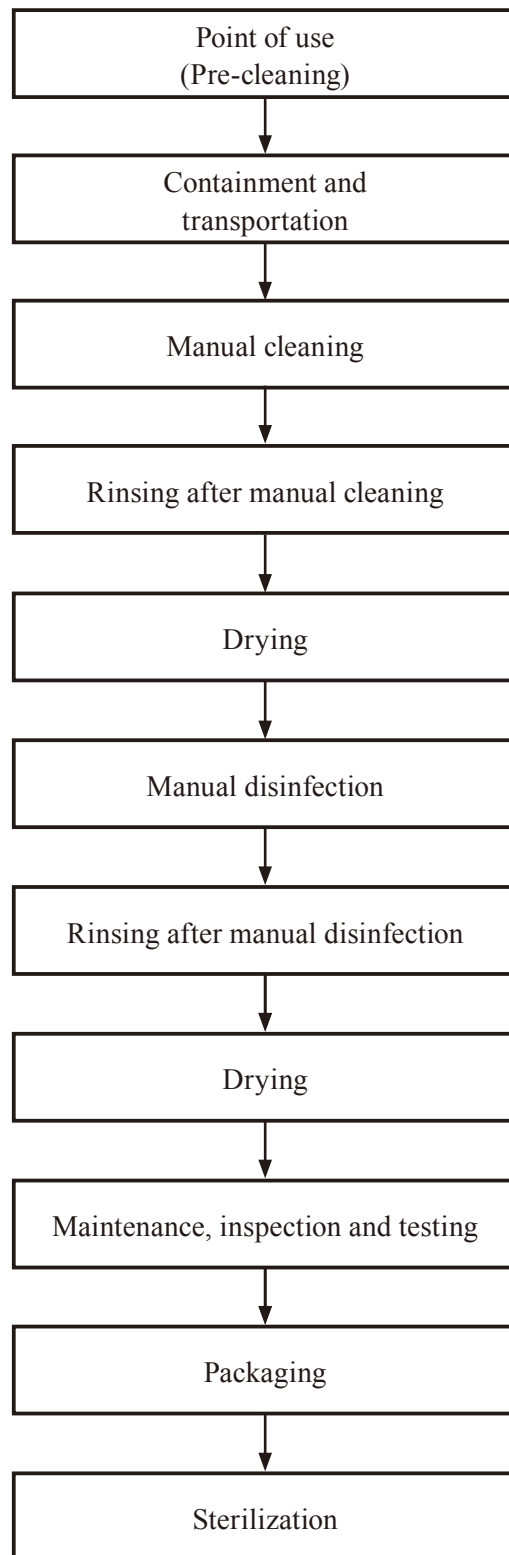 Point of use
(Pre-cleaning)
Containment and
transportation
Manual cleaning
Rinsing after manual cleaning
Drying
Manual disinfection
Rinsing after manual disinfection
Drying
Maintenance, inspection and testing
Packaging
Sterilization